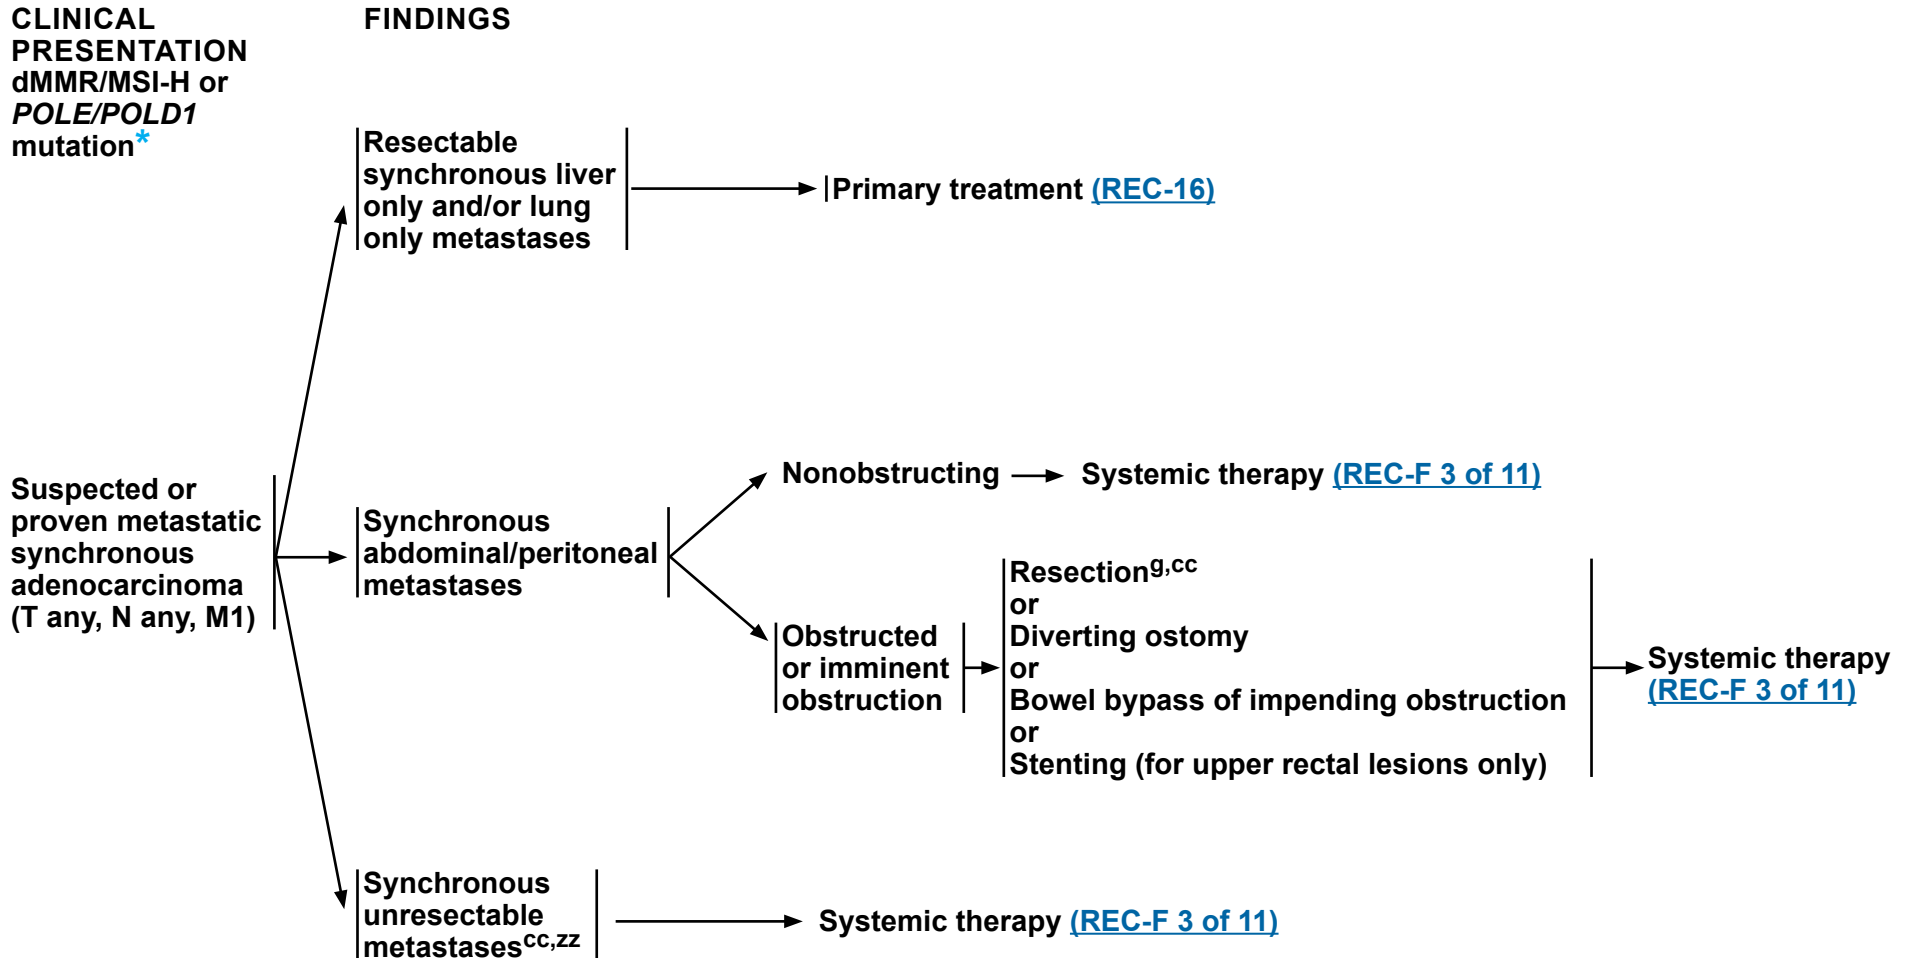 CLINICAL
PRESENTATION
dMMR/MSI-H or
POLE/POLD1
mutation*
FINDINGS
Resectable
synchronous liver
only and/or lung
only metastases
Primary treatment (REC-16)
Suspected or
proven metastatic
synchronous
adenocarcinoma
(T any, N any, M1)
Synchronous
abdominal/peritoneal
metastases
Nonobstructing
Systemic therapy (REC-F 3 of 11)
Obstructed
or imminent
obstruction
Resectiong,cc
or
Diverting ostomy
or
Bowel bypass of impending obstruction
or
Stenting (for upper rectal lesions only)
Systemic therapy
(REC-F 3 of 11)
Synchronous
unresectable
metastasescc,zz
Systemic therapy (REC-F 3 of 11)